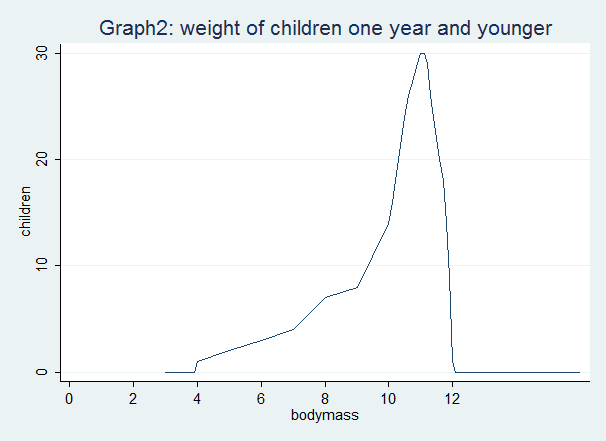 Graph2: weight of children one year and younger
30
20
10
0
children
0 2 4 6 8 10 12
bodymass